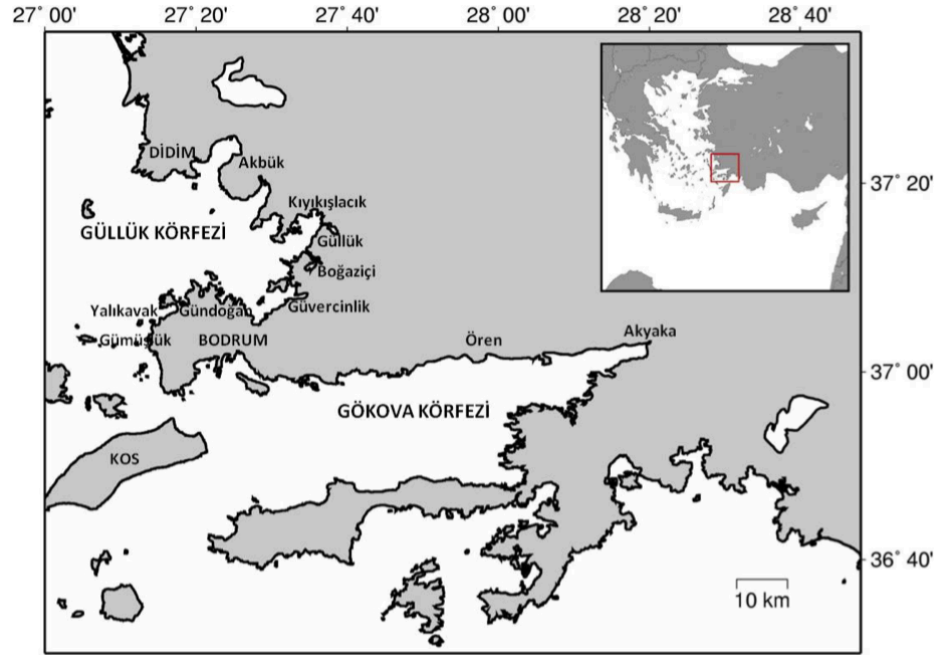 27° 00' 27° 20' 27° 40' 28° 00' 28° 20' 28° 40'
DİDİM
Akbük
37° 20'
Kıyıkışlacık
GÜLLÜK KÖRFEZİ
Güllük
Boğaziçi
Yalıkavak
Gündoğan
Güvercinlik
Gümüşlük
BODRUM
Ören
Akyaka
37° 00'
GÖKOVA KÖRFEZİ
KOS
36° 40'
10 km